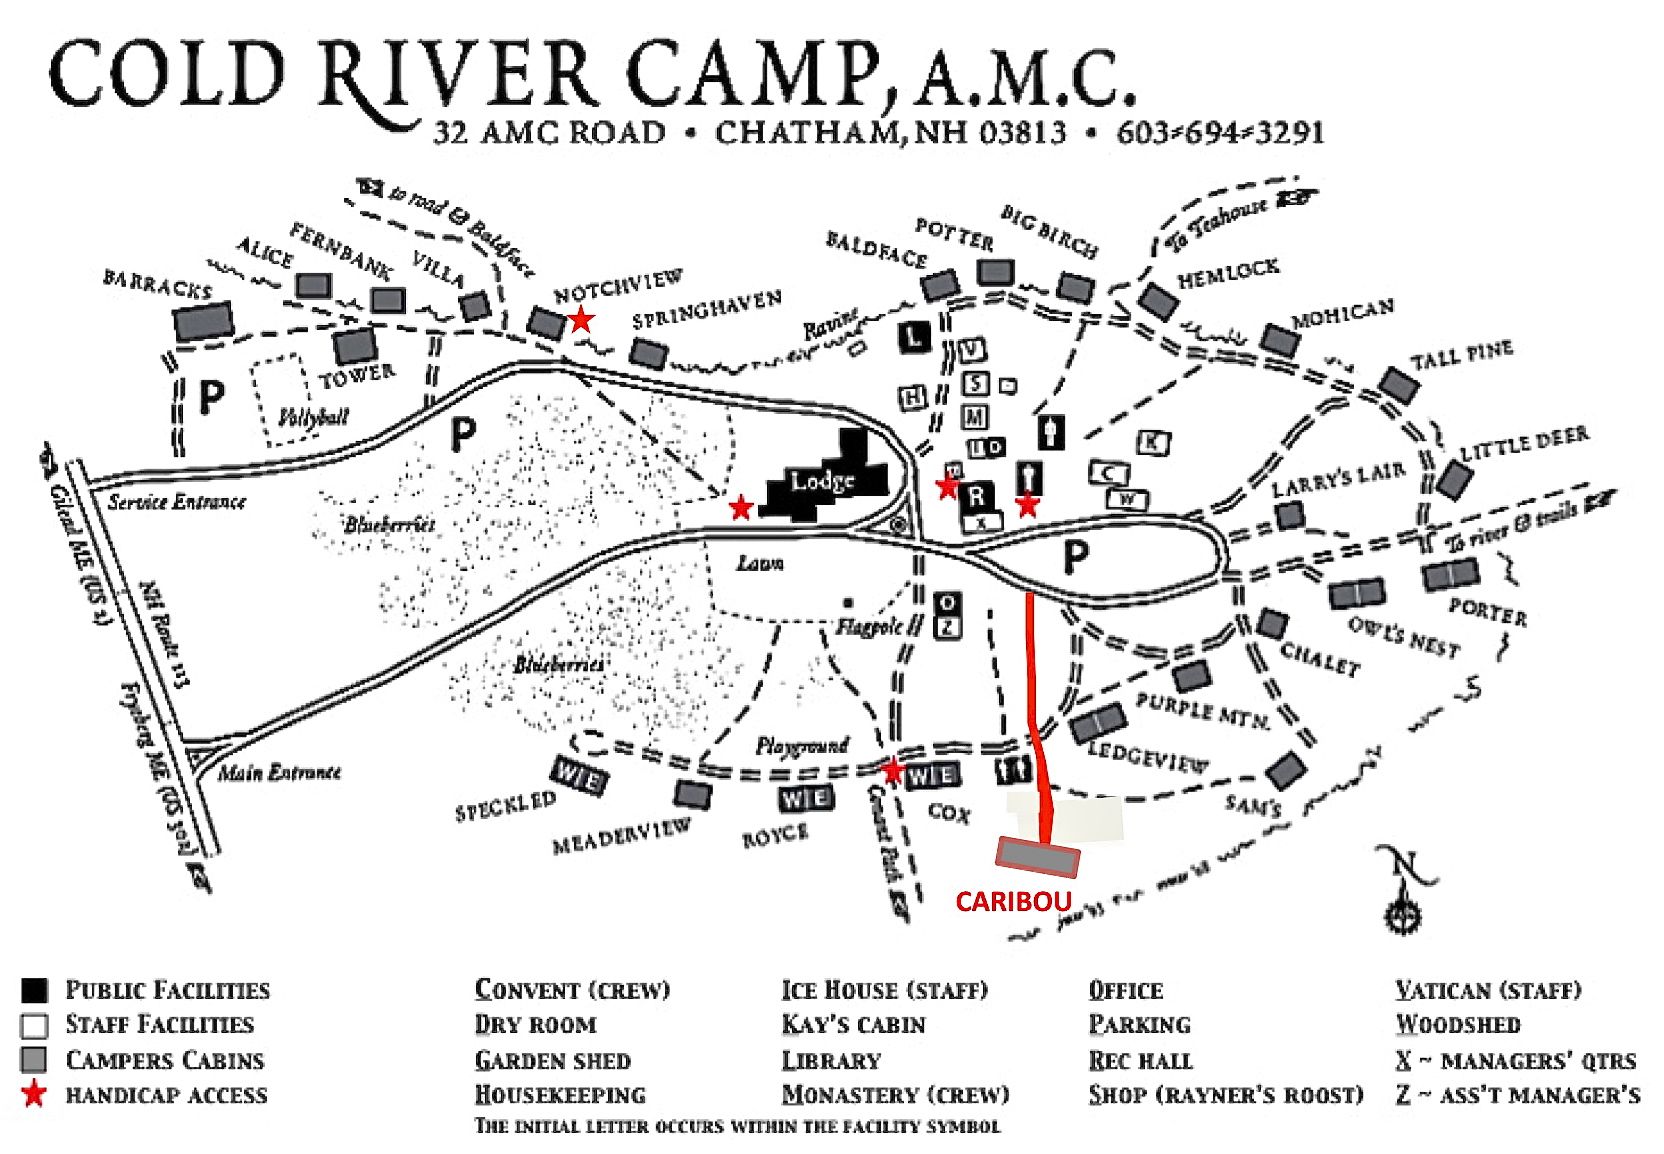 COLD RIVER CAMP, A.M.C.
32 AMC ROAD • CHATHAM, NH 03813 • 603-694-3291
to road & Baldface
To Teahouse
BARRACKS
ALICE
FERNBANK
VILLA
NOTCHVIEW
SPRINGHAVEN
Ravine
BALDFACE
POTTER
BIG BIRCH
HEMLOCK
MOHICAN
TALL PINE
LITTLE DEER
LARRY'S LAIR
TOWER
Vollyball
P
P
L
V
S
H
M
I D
K
C
W
R
X
Lodge
Service Entrance
Blueberries
Lawn
P
To river & trails
Gilead ME (US 2)
NH Route 113
Fryeberg ME (US 302)
O
Z
Flagpole
Blueberries
OWL'S NEST
PORTER
CHALET
PURPLE MTN.
LEDGEVIEW
SAM'S
Main Entrance
Playground
SPECKLED
W E
MEADERVIEW
ROYCE
W E
W E
COX
Conant Path
CARIBOU
N
PUBLIC FACILITIES
STAFF FACILITIES
CAMPERS CABINS
HANDICAP ACCESS
CONVENT (CREW)
DRY ROOM
GARDEN SHED
HOUSEKEEPING
ICE HOUSE (STAFF)
KAY'S CABIN
LIBRARY
MONASTERY (CREW)
OFFICE
PARKING
REC HALL
SHOP (RAYNER'S ROOST)
VATICAN (STAFF)
WOODSHED
X ~ MANAGERS' QTRS
Z ~ ASS'T MANAGER'S
THE INITIAL LETTER OCCURS WITHIN THE FACILITY SYMBOL